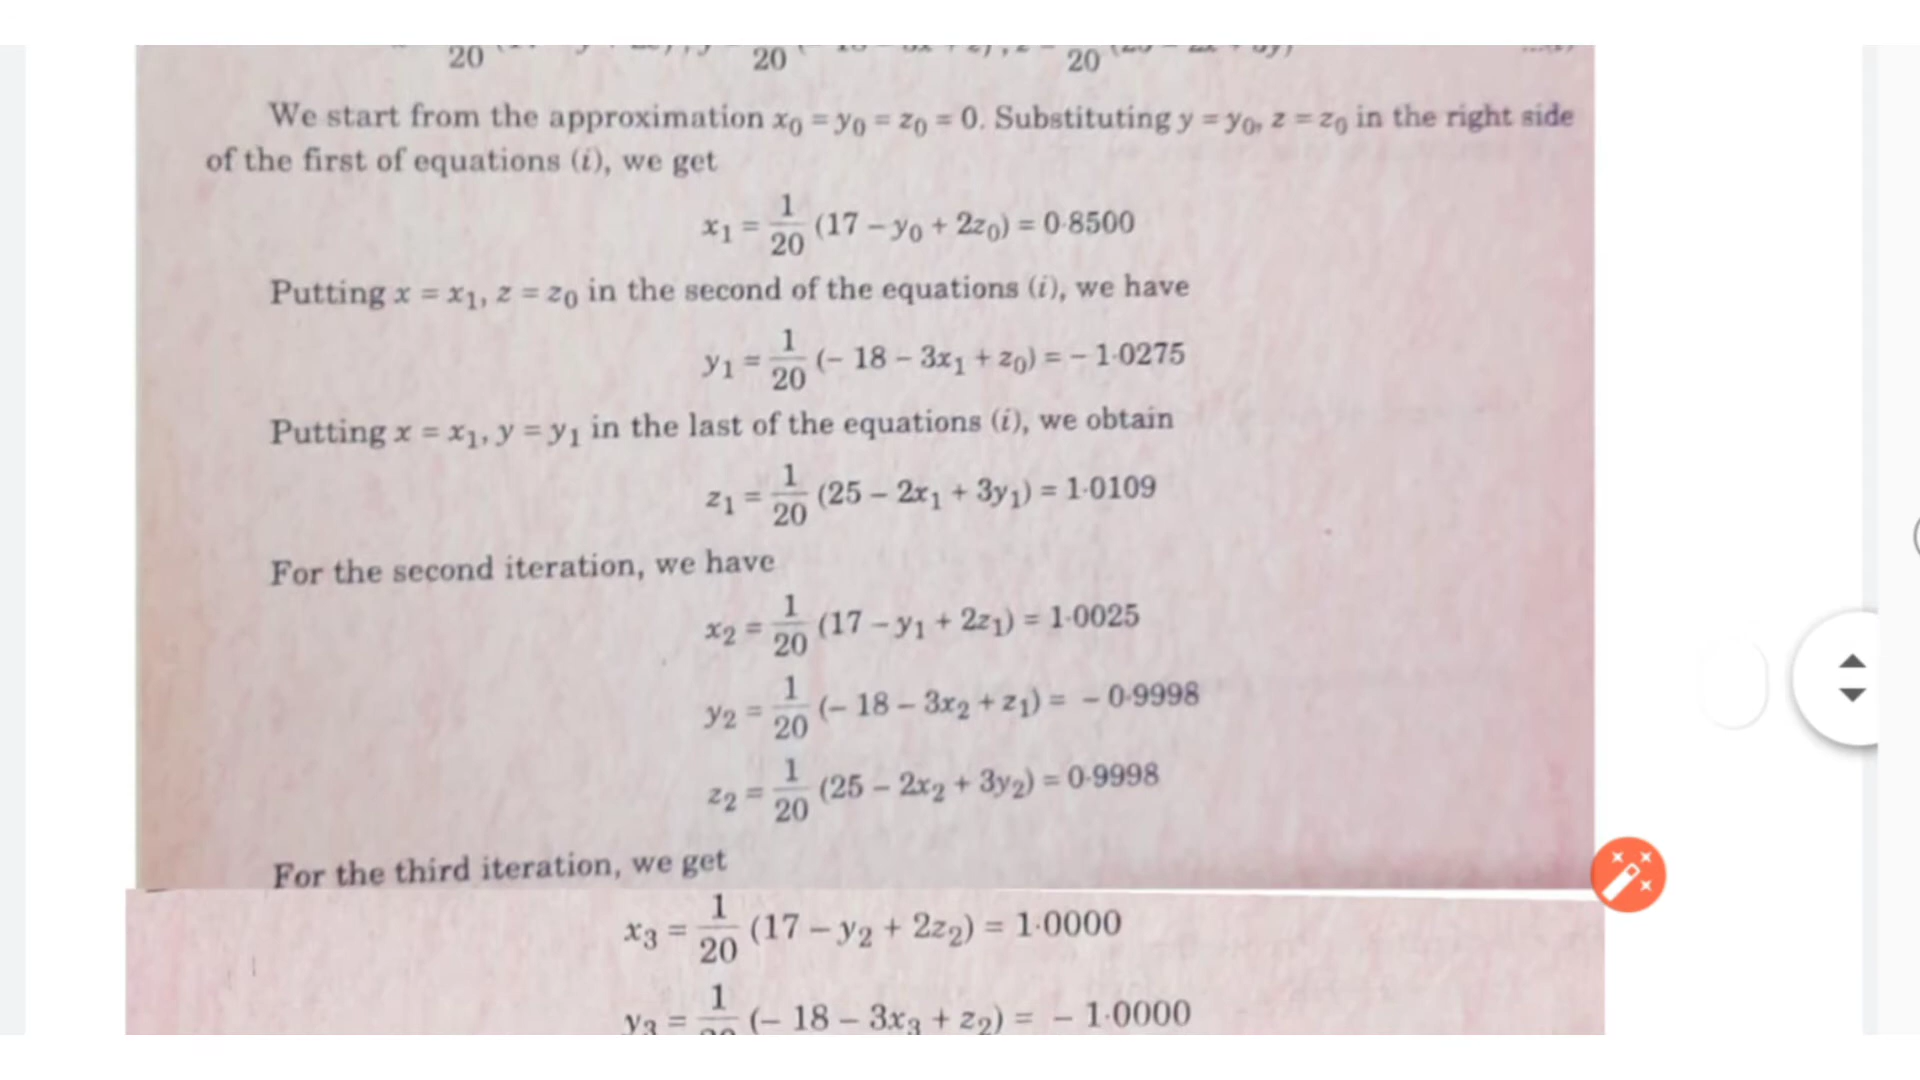 20 20 20
We start from the approximation x₀ = y₀ = z₀ = 0. Substituting y = y₀, z = z₀ in the right side
of the first of equations (i), we get
x₁ = 1/20 (17 – y₀ + 2z₀) = 0·8500
Putting x = x₁, z = z₀ in the second of the equations (i), we have
y₁ = 1/20 (– 18 – 3x₁ + z₀) = – 1·0275
Putting x = x₁, y = y₁ in the last of the equations (i), we obtain
z₁ = 1/20 (25 – 2x₁ + 3y₁) = 1·0109
For the second iteration, we have
x₂ = 1/20 (17 – y₁ + 2z₁) = 1·0025
y₂ = 1/20 (– 18 – 3x₂ + z₁) = – 0·9998
z₂ = 1/20 (25 – 2x₂ + 3y₂) = 0·9998
For the third iteration, we get
x₃ = 1/20 (17 – y₂ + 2z₂) = 1·0000
y₃ = 1/20 (– 18 – 3x₃ + z₂) = – 1·0000